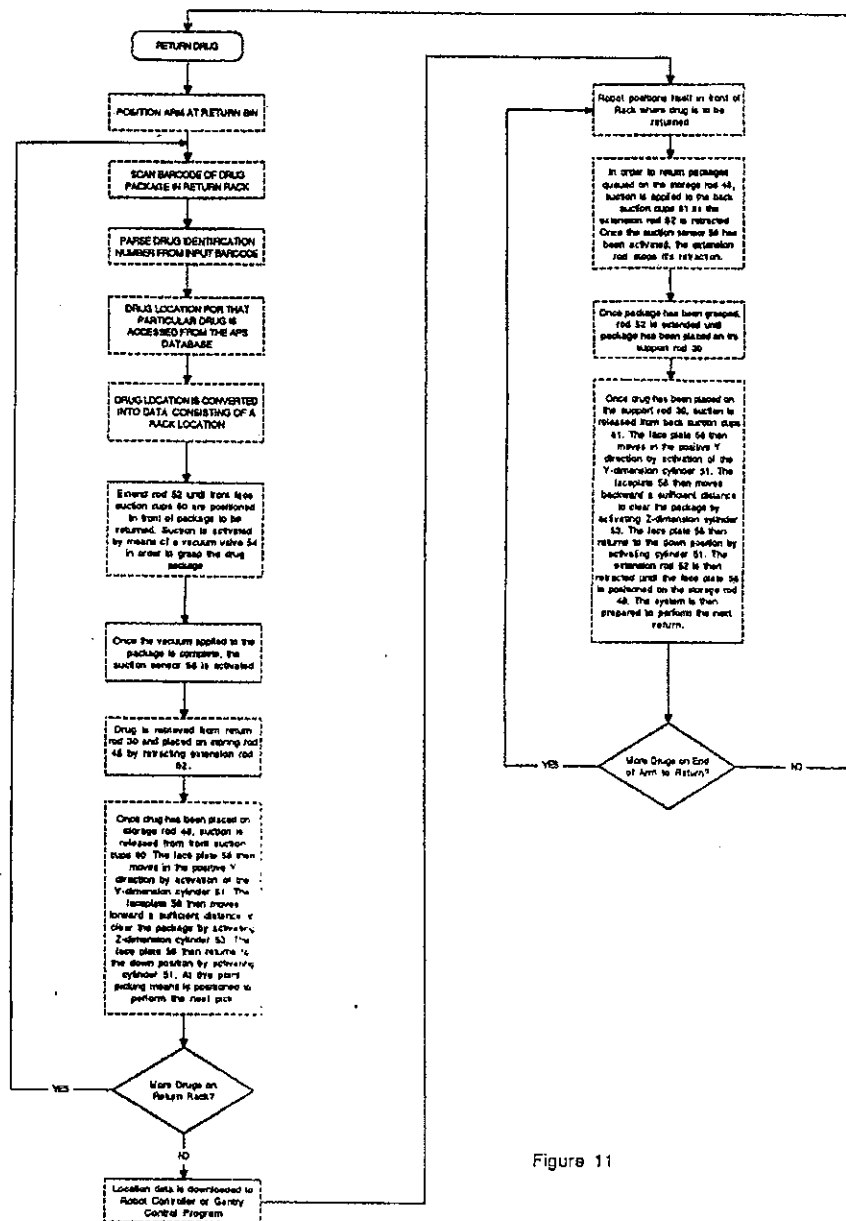 RETURN DRUG
POSITION ARM AT RETURN BIN
SCAN BARCODE OF DRUG
PACKAGE IN RETURN RACK
PARSE DRUG IDENTIFICATION
NUMBER FROM INPUT BARCODE
DRUG LOCATION FOR THAT
PARTICULAR DRUG IS
ACCESSED FROM THE APS
DATABASE
DRUG LOCATION IS CONVERTED
INTO DATA CONSISTING OF A
RACK LOCATION
Extend rod 52 until front face
suction cups 60 are positioned
in front of package to be
returned. Suction is activated
by means of a vacuum valve 54
in order to grasp the drug
package
Once the vacuum applied to the
package is complete, the
suction sensor 58 is activated
Drug is retrieved from return
rod 30 and placed on storing rod
48 by retracting extension rod
52.
Once drug has been placed on
storage rod 48, suction is
released from front suction
cups 60. The face plate 56 then
moves in the positive Y
direction by activation of the
Y-dimension cylinder 51. The
faceplate 56 then moves
forward a sufficient distance to
clear the package by activating
Z-dimension cylinder 53. The
face plate 56 then returns to
the down position by activating
cylinder 51. At this point
picking means is positioned to
perform the next pick
YES
More Drugs on
Return Rack?
NO
Location data is downloaded to
Robot Controller or Gantry
Control Program
Robot positions itself in front of
Rack where drug is to be
returned
In order to return packages
queued on the storage rod 48,
suction is applied to the back
suction cups 61 as the
extension rod 52 is retracted.
Once the suction sensor 58 has
been activated, the extension
rod stops it's retraction.
Once package has been grasped,
rod 52 is extended until
package has been placed on it's
support rod 30
Once drug has been placed on
the support rod 30, suction is
released from back suction cups
61. The face plate 56 then
moves in the positive Y
direction by activation of the
Y-dimension cylinder 51. The
faceplate 56 then moves
backward a sufficient distance
to clear the package by
activating Z-dimension cylinder
53. The face plate 56 then
returns to the down position by
activating cylinder 51. The
extension rod 52 is then
retracted until the face plate 56
is positioned on the storage rod
48. The system is then
prepared to perform the next
return.
YES
More Drugs on End
of Arm to Return?
NO
Figure 11